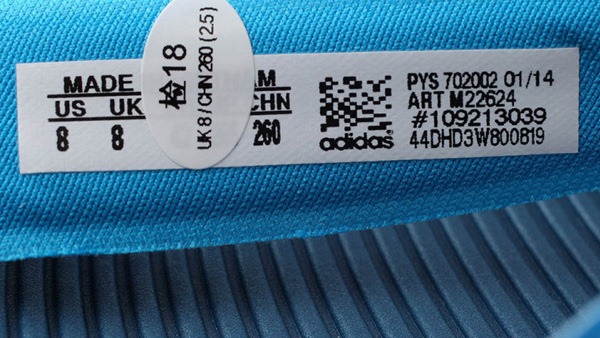 MADE AM
US UK CHN
8 8 260
检18
UK 8 / CHN 260 ( 2.5 )
adidas
PYS 702002 01/14
ART M22624
#109213039
44DHD3W800819